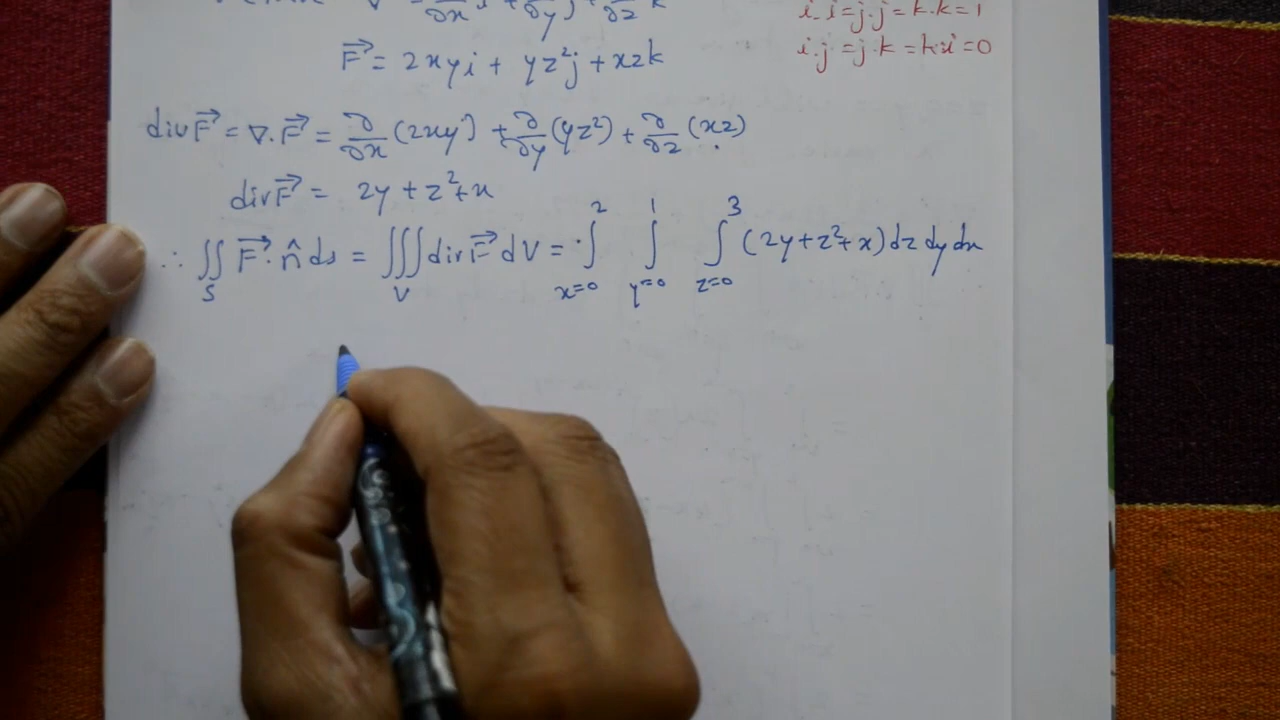 ∂/∂x i + ∂/∂y j + ∂/∂z k
i.i = j.j = k.k = 1
F⃗ = 2xyi + yz²j + xzk
i.j = j.k = k.i = 0
div F⃗ = ∇.F⃗ = ∂/∂x (2xy) + ∂/∂y (yz²) + ∂/∂z (xz)
div F⃗ = 2y + z² + x
∴ ∬_S F⃗.n̂ ds = ∭_V div F⃗ dV = ∫_{x=0}^{2} ∫_{y=0}^{1} ∫_{z=0}^{3} (2y+z²+x) dz dy dx